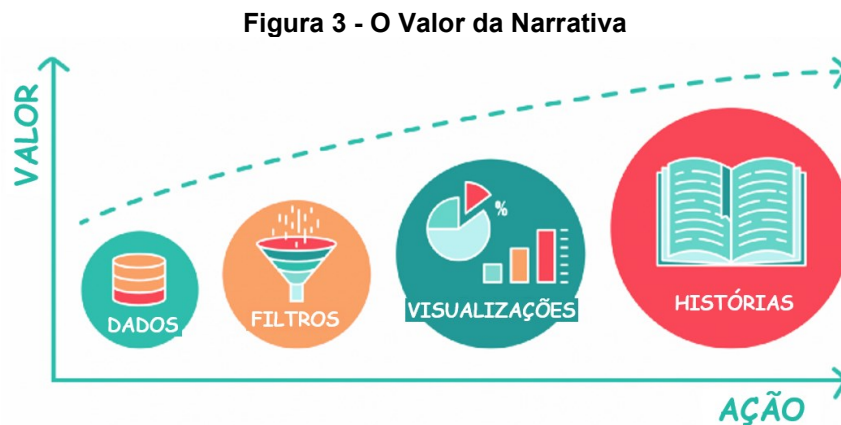 Figura 3 - O Valor da Narrativa
VALOR
%
DADOS
FILTROS
VISUALIZAÇÕES
HISTÓRIAS
AÇÃO